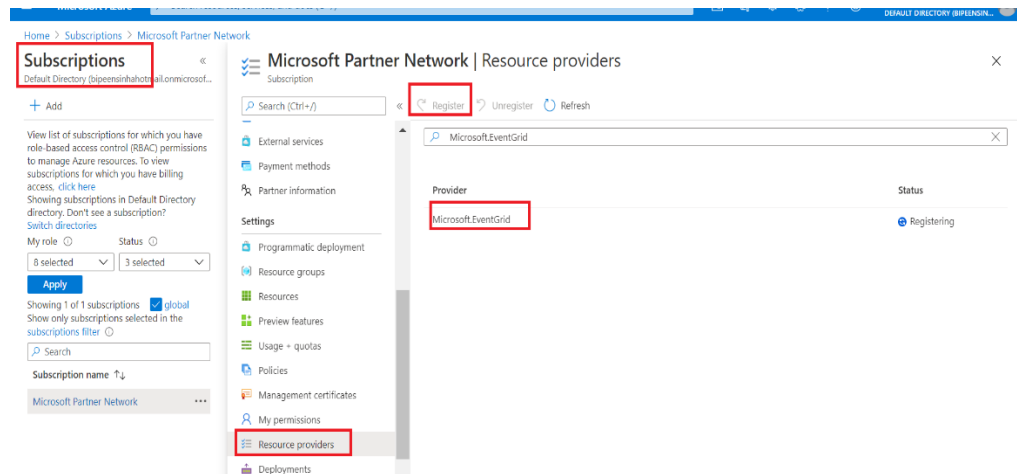 DEFAULT DIRECTORY (BIPEENSIN...
Home > Subscriptions > Microsoft Partner Network
Subscriptions
«
Default Directory (bipeensinhahotmail.onmicrosof...
+ Add
View list of subscriptions for which you have
role-based access control (RBAC) permissions
to manage Azure resources. To view
subscriptions for which you have billing
access, click here
Showing subscriptions in Default Directory
directory. Don't see a subscription?
Switch directories
My role Status
8 selected 3 selected
Apply
Showing 1 of 1 subscriptions global
Show only subscriptions selected in the
subscriptions filter
Search
Subscription name ↑↓
Microsoft Partner Network ...
Microsoft Partner Network | Resource providers
Subscription
Search (Ctrl+/) «
External services
Payment methods
Partner information
Settings
Programmatic deployment
Resource groups
Resources
Preview features
Usage + quotas
Policies
Management certificates
My permissions
Resource providers
Deployments
Register Unregister Refresh
Microsoft.EventGrid
Provider Status
Microsoft.EventGrid Registering